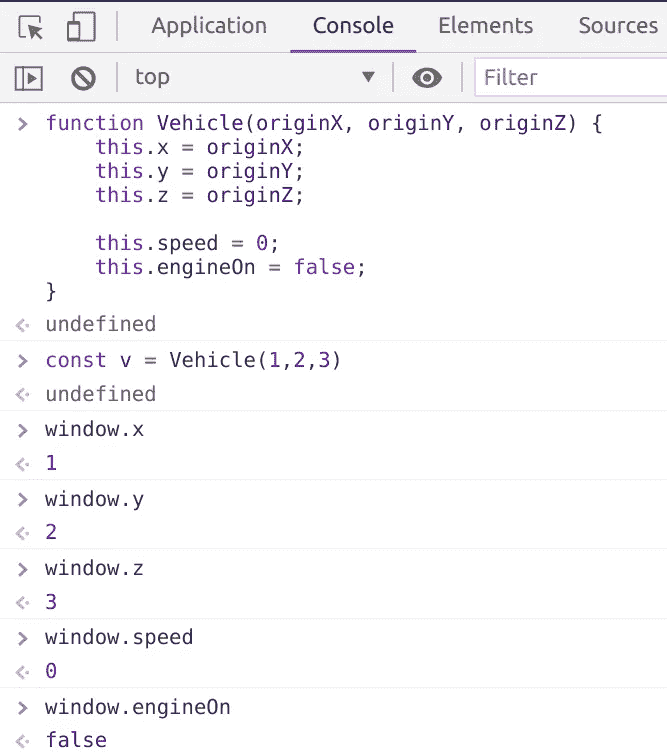 Application Console Elements Sources
top Filter
function Vehicle(originX, originY, originZ) {
    this.x = originX;
    this.y = originY;
    this.z = originZ;

    this.speed = 0;
    this.engineOn = false;
}
undefined
const v = Vehicle(1,2,3)
undefined
window.x
1
window.y
2
window.z
3
window.speed
0
window.engineOn
false